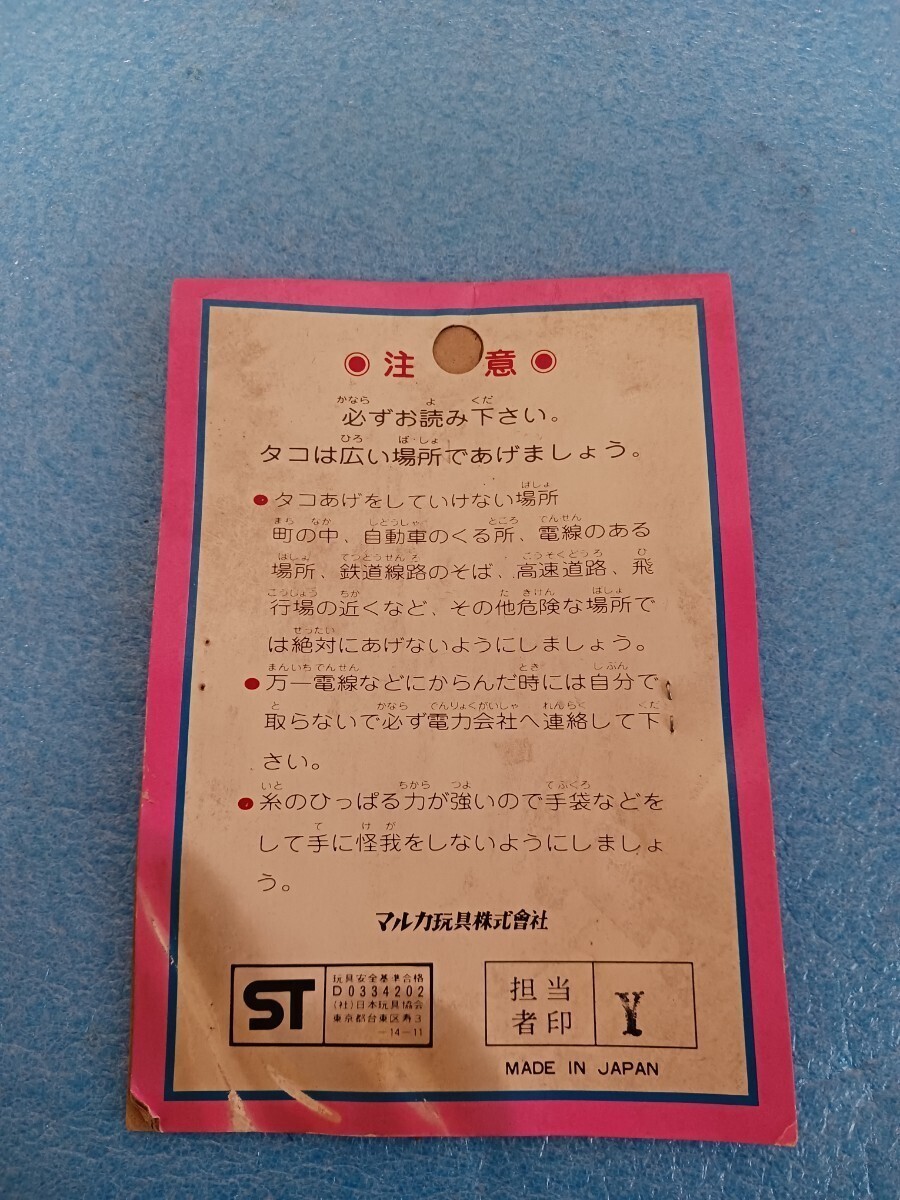 ◉注 意◉
必ずお読み下さい。
タコは広い場所であげましょう。
●タコあげをしていけない場所
町の中、自動車のくる所、電線のある
場所、鉄道線路のそば、高速道路、飛
行場の近くなど、その他危険な場所で
は絶対にあげないようにしましょう。
●万一電線などにからんだ時には自分で
取らないで必ず電力会社へ連絡して下
さい。
●糸のひっぱる力が強いので手袋などを
して手に怪我をしないようにしましょ
う。
マルカ玩具株式會社
ST
玩具安全基準合格
D0334202
(社)日本玩具協会
東京都台東区寿3
−14−11
担当
者印
Y
MADE IN JAPAN